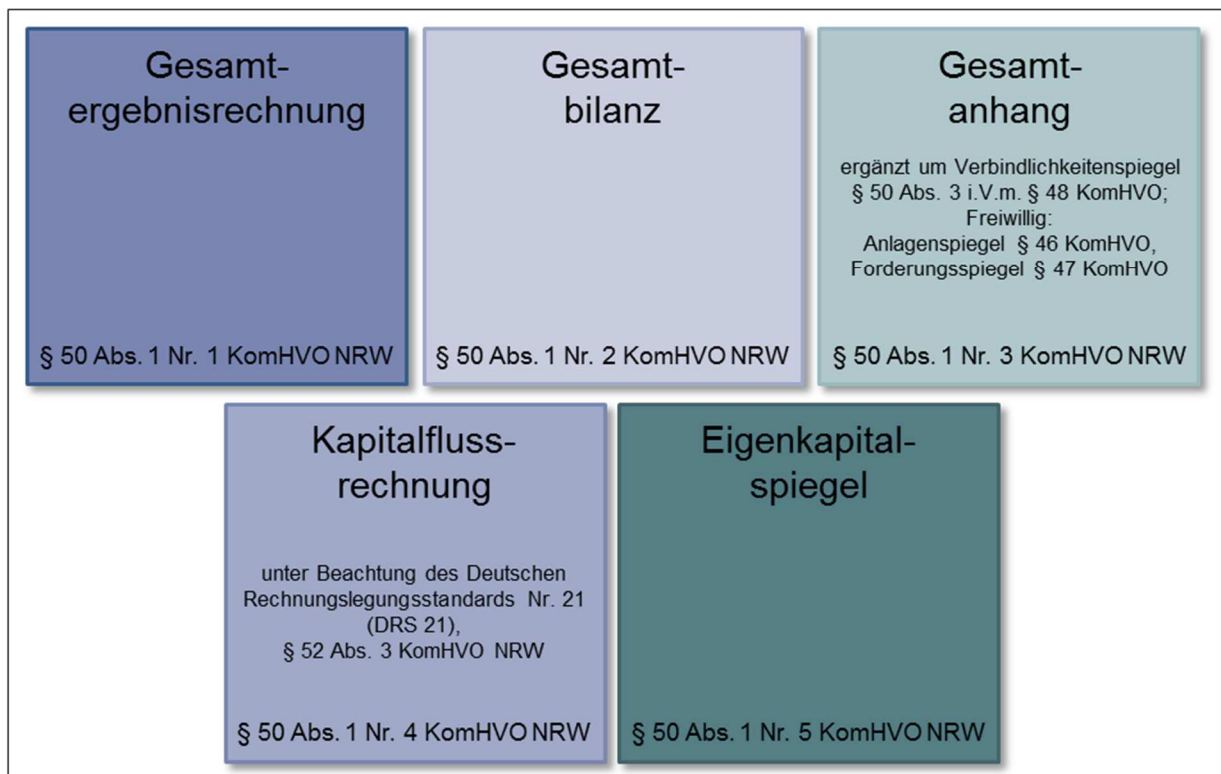 Gesamt-
ergebnisrechnung
§ 50 Abs. 1 Nr. 1 KomHVO NRW
Gesamt-
bilanz
§ 50 Abs. 1 Nr. 2 KomHVO NRW
Gesamt-
anhang
ergänzt um Verbindlichkeitenspiegel
§ 50 Abs. 3 i.V.m. § 48 KomHVO;
Freiwillig:
Anlagenspiegel § 46 KomHVO,
Forderungsspiegel § 47 KomHVO
§ 50 Abs. 1 Nr. 3 KomHVO NRW
Kapitalfluss-
rechnung
unter Beachtung des Deutschen
Rechnungslegungsstandards Nr. 21
(DRS 21),
§ 52 Abs. 3 KomHVO NRW
§ 50 Abs. 1 Nr. 4 KomHVO NRW
Eigenkapital-
spiegel
§ 50 Abs. 1 Nr. 5 KomHVO NRW